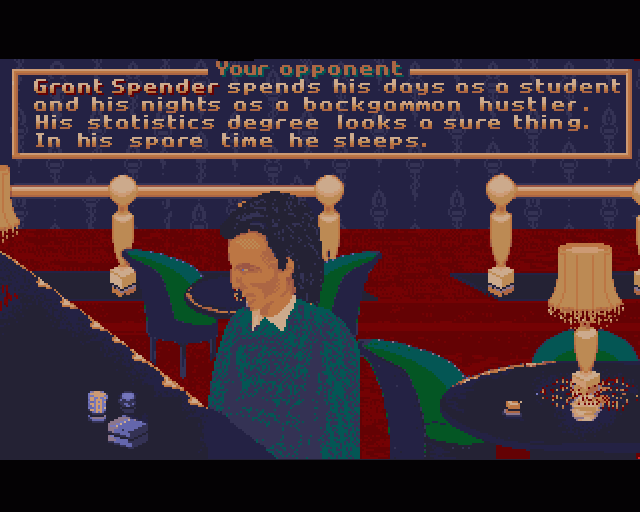 Your opponent
Grant Spender spends his days as a student
and his nights as a backgammon hustler.
His statistics degree looks a sure thing.
In his spare time he sleeps.